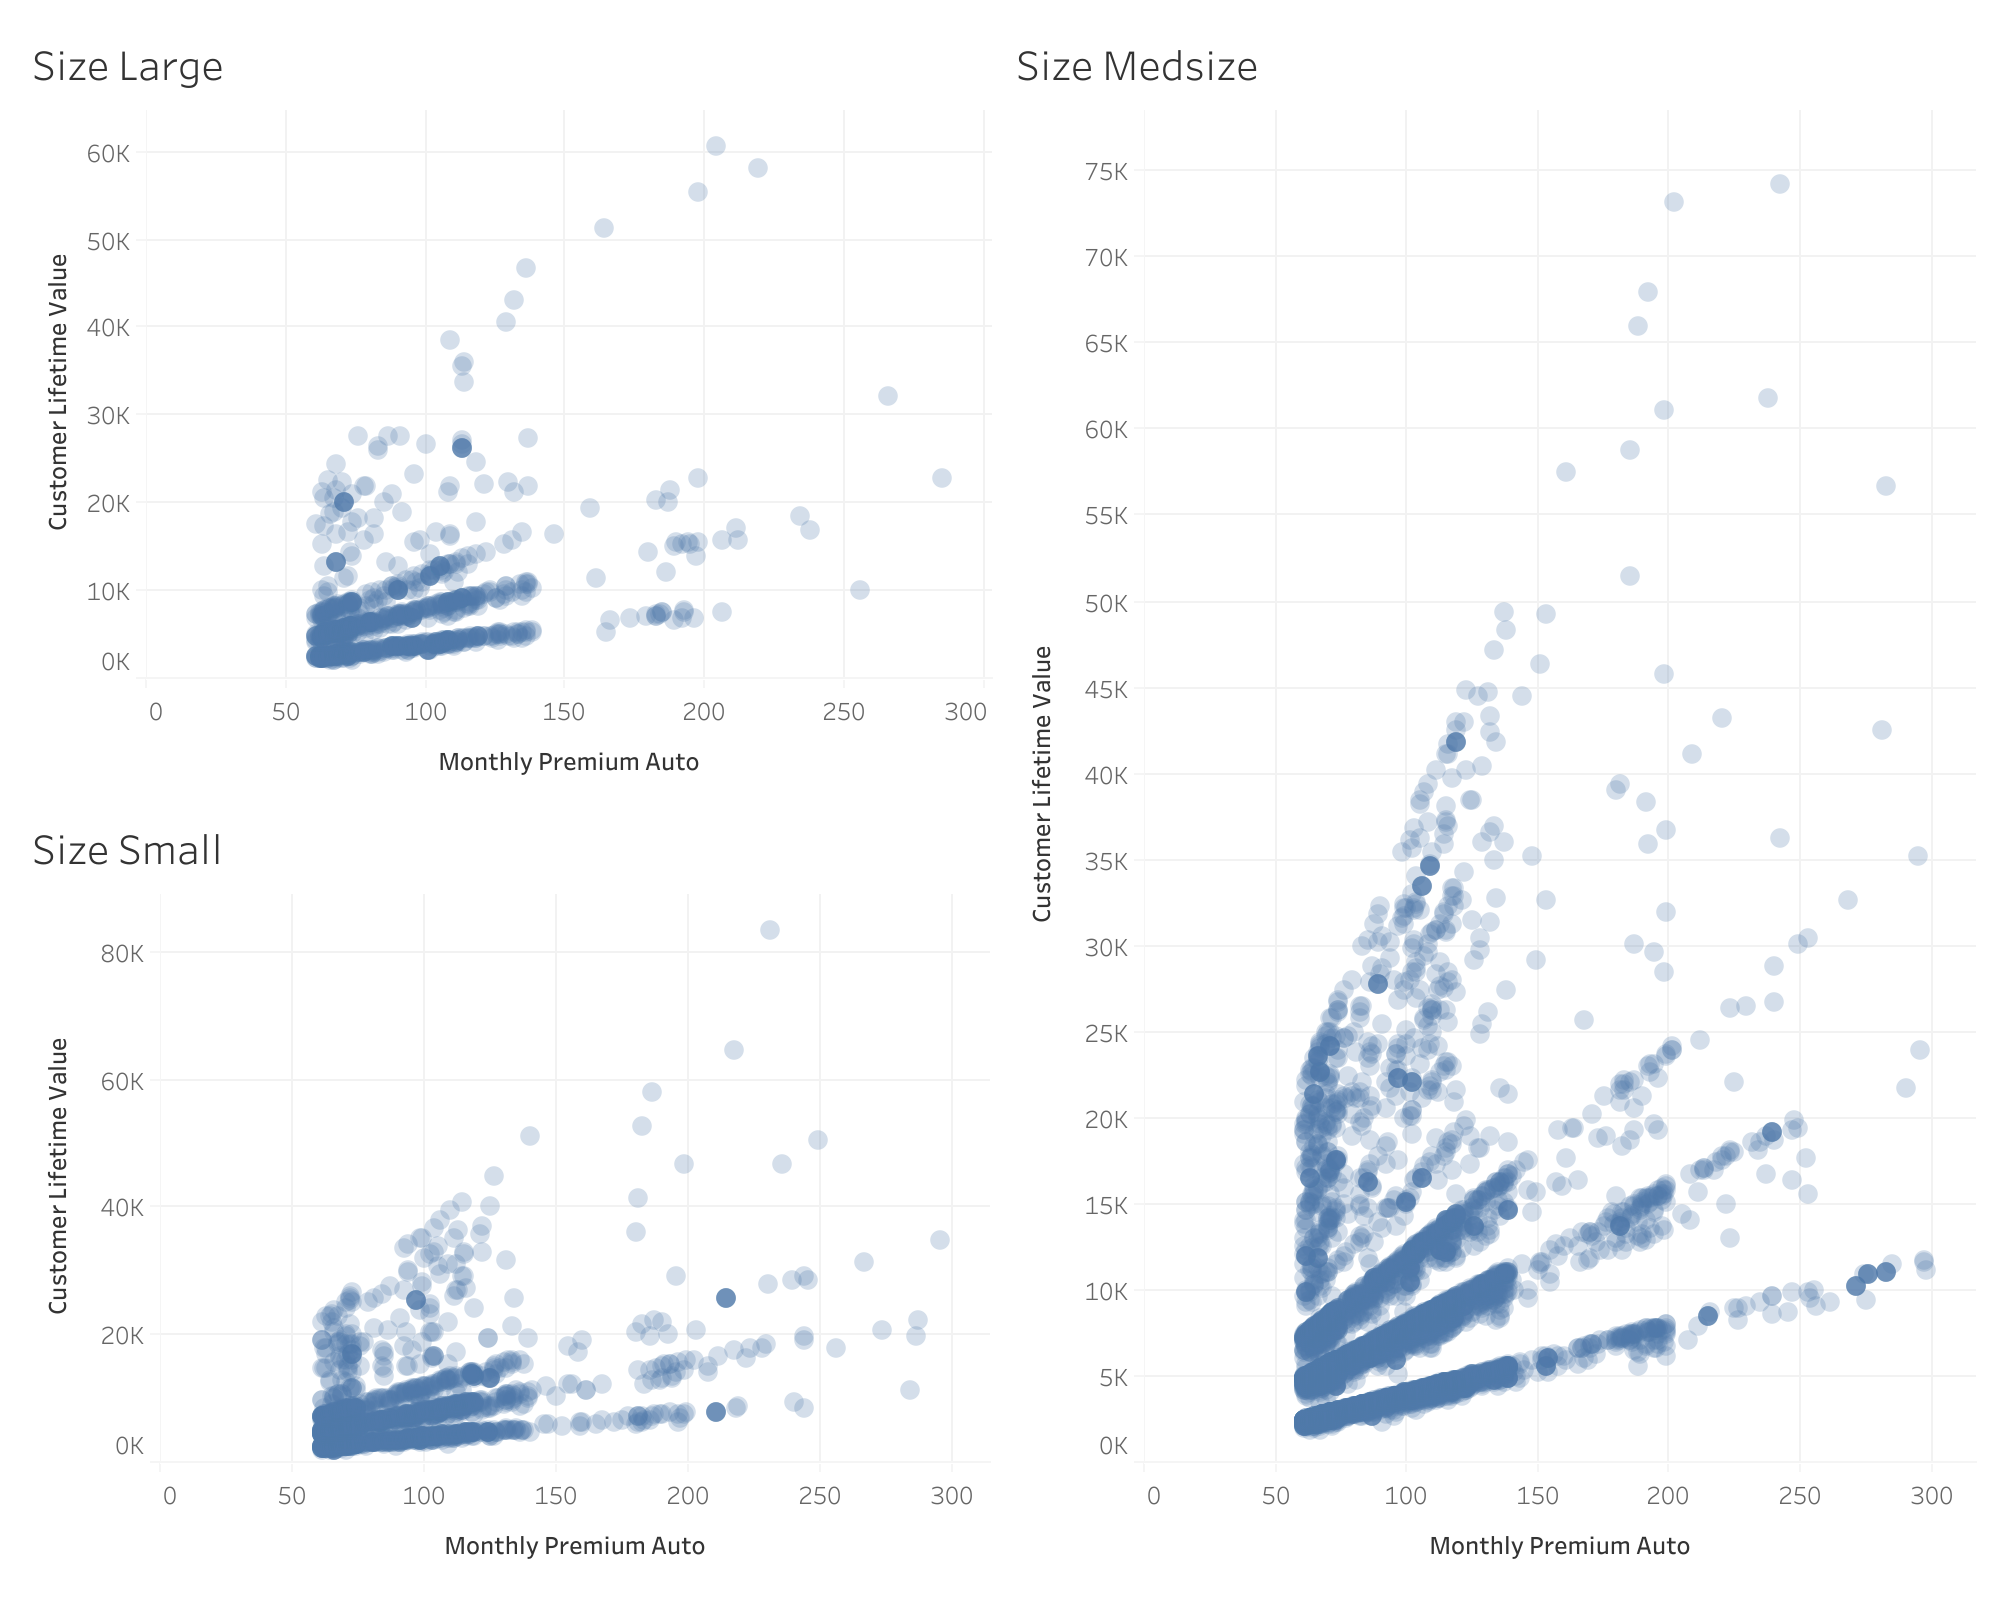 Size Large
60K
50K
40K
30K
20K
10K
0K
Customer Lifetime Value
0 50 100 150 200 250 300
Monthly Premium Auto
Size Small
80K
60K
40K
20K
0K
Customer Lifetime Value
0 50 100 150 200 250 300
Monthly Premium Auto
Size Medsize
75K
70K
65K
60K
55K
50K
45K
40K
35K
30K
25K
20K
15K
10K
5K
0K
Customer Lifetime Value
0 50 100 150 200 250 300
Monthly Premium Auto